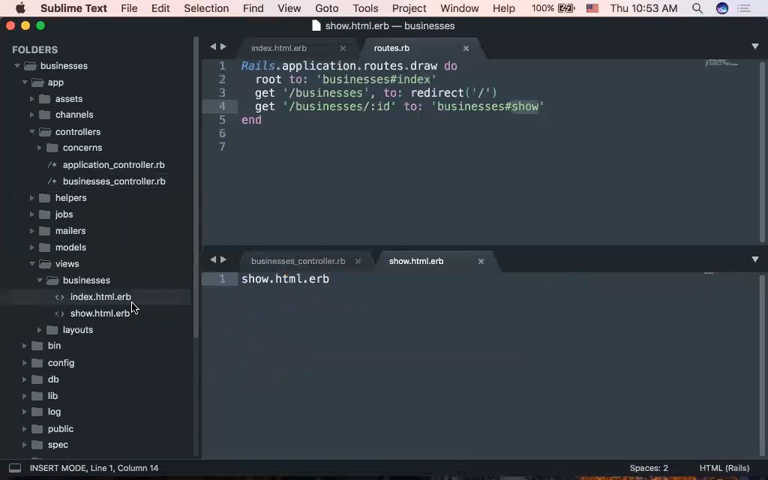 Sublime Text File Edit Selection Find View Goto Tools Project Window Help 100% Thu 10:53 AM
show.html.erb — businesses
FOLDERS
businesses
app
assets
channels
controllers
concerns
/* application_controller.rb
/* businesses_controller.rb
helpers
jobs
mailers
models
views
businesses
<> index.html.erb
<> show.html.erb
layouts
bin
config
db
lib
log
public
spec
index.html.erb routes.rb
1 Rails.application.routes.draw do
2 root to: 'businesses#index'
3 get '/businesses', to: redirect('/')
4 get '/businesses/:id' to: 'businesses#show'
5 end
6
7
businesses_controller.rb show.html.erb
1 show.html.erb
INSERT MODE, Line 1, Column 14 Spaces: 2 HTML (Rails)